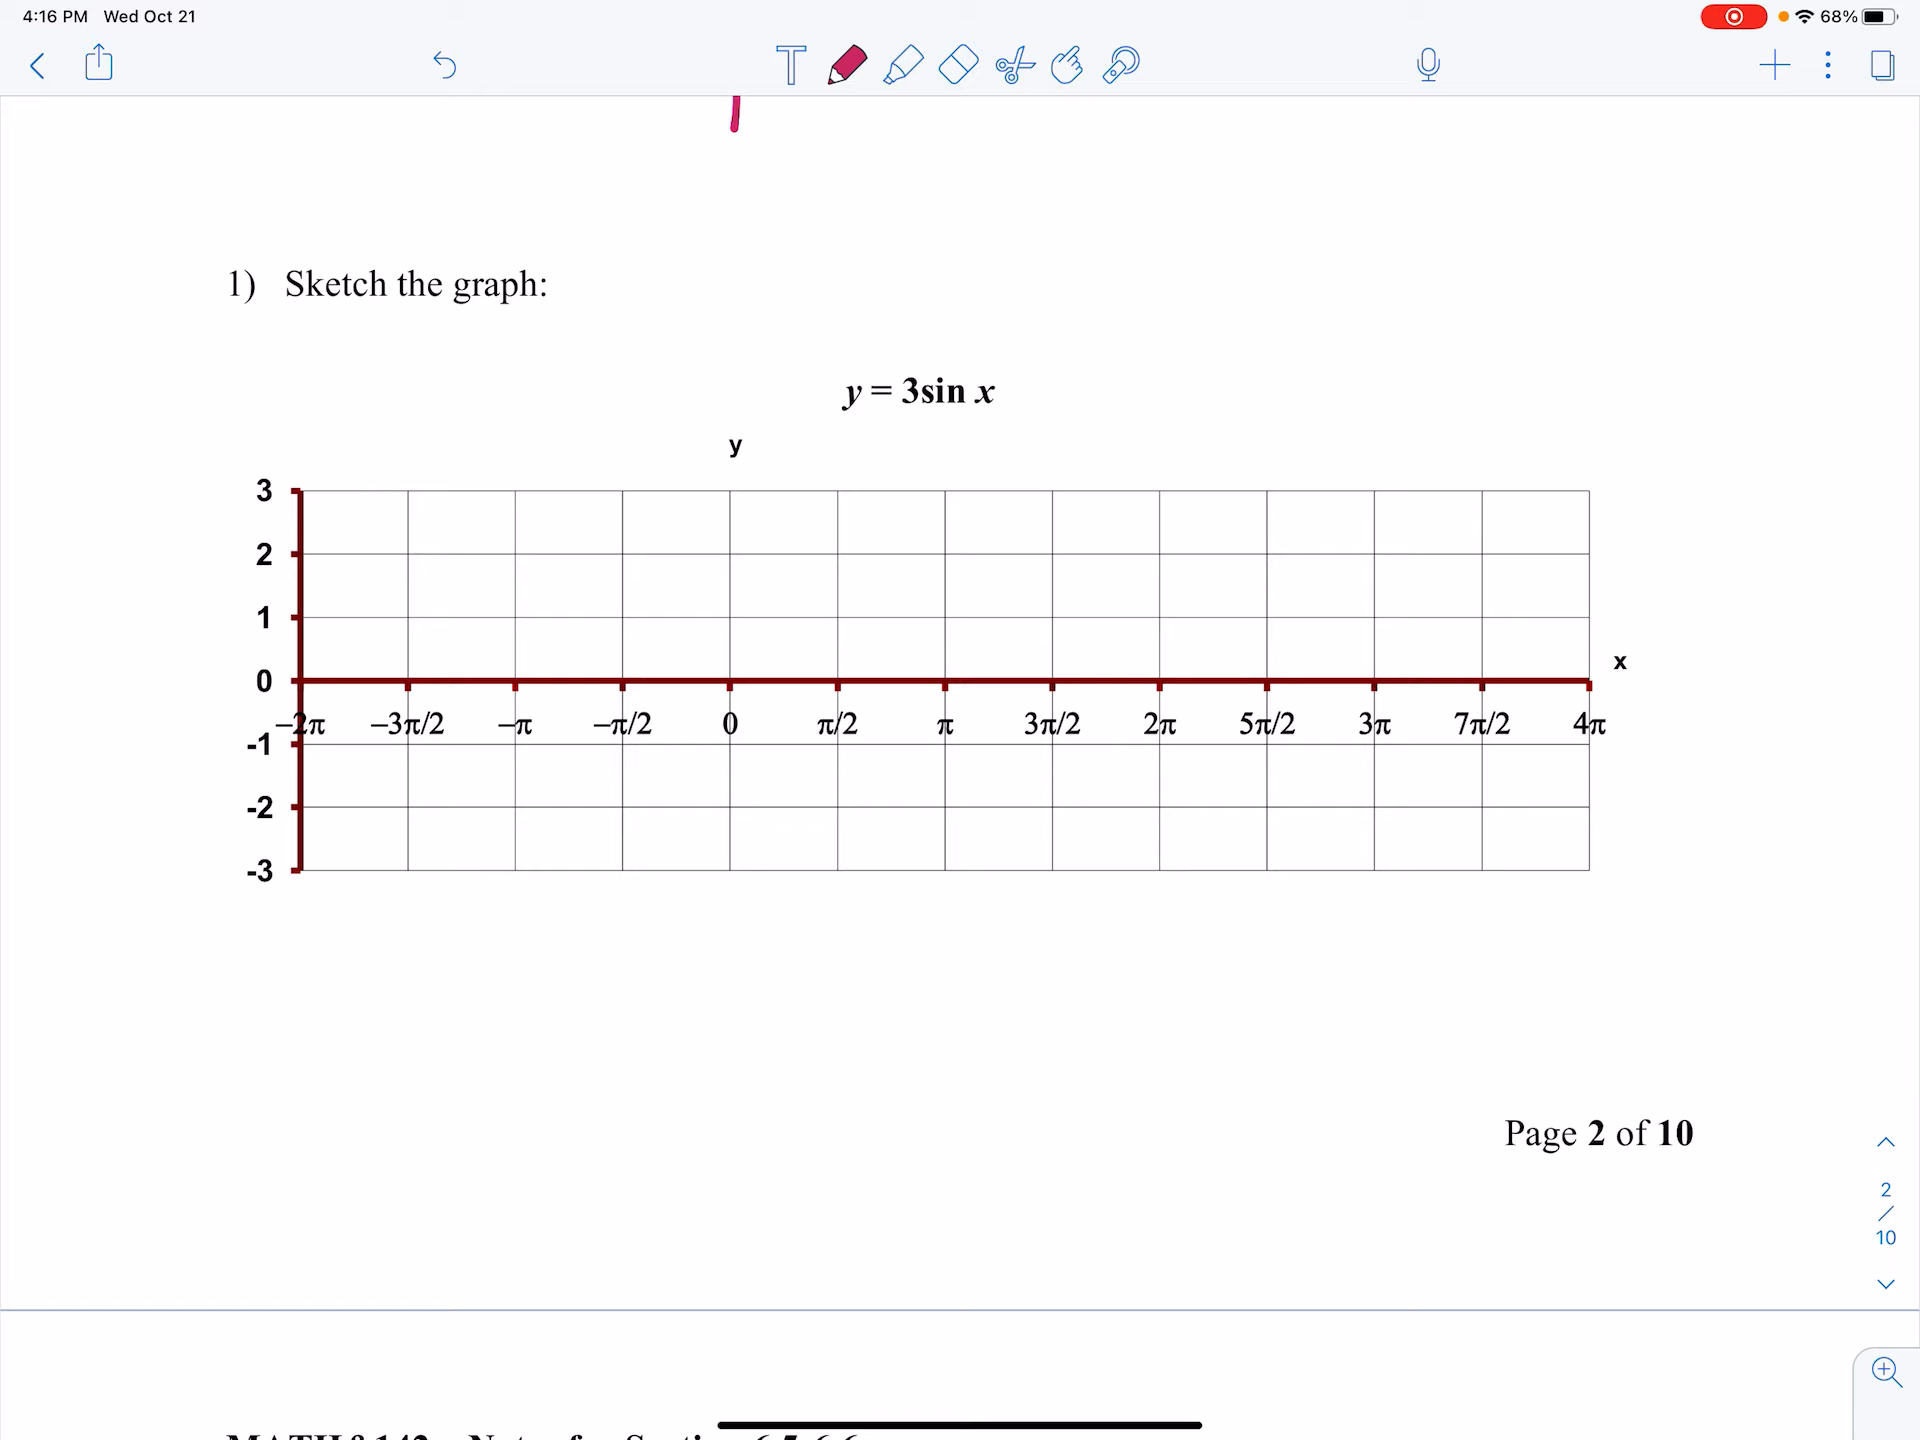 4:16 PM Wed Oct 21
68%
1) Sketch the graph:
y = 3sin x
y
3
2
1
0
x
–2π –3π/2 –π –π/2 0 π/2 π 3π/2 2π 5π/2 3π 7π/2 4π
-1
-2
-3
Page 2 of 10
2
/
10